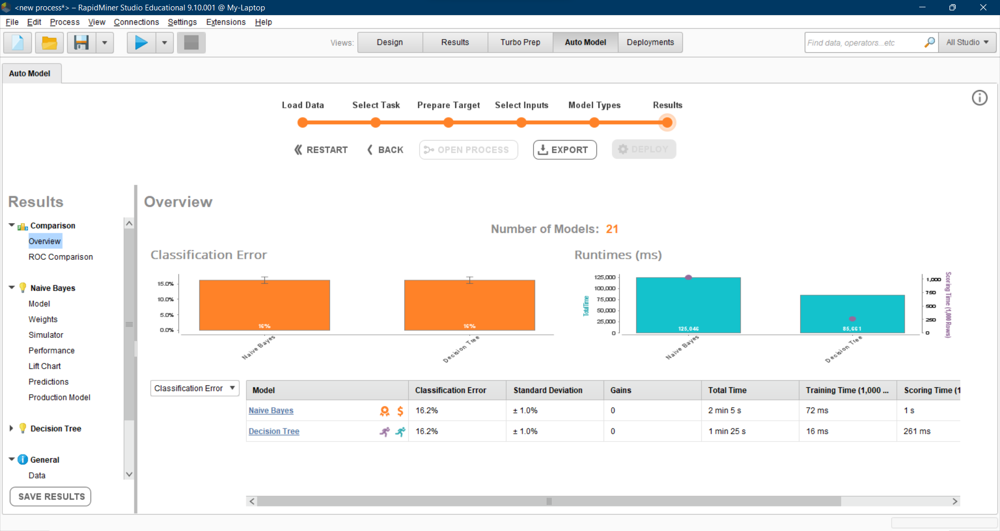 <new process*> – RapidMiner Studio Educational 9.10.001 @ My-Laptop
File Edit Process View Connections Settings Extensions Help
Views: Design Results Turbo Prep Auto Model Deployments
Find data, operators...etc All Studio
Auto Model
Load Data Select Task Prepare Target Select Inputs Model Types Results
RESTART BACK OPEN PROCESS EXPORT DEPLOY
Results
Comparison
Overview
ROC Comparison
Naive Bayes
Model
Weights
Simulator
Performance
Lift Chart
Predictions
Production Model
Decision Tree
General
Data
SAVE RESULTS
Overview
Number of Models: 21
Classification Error
15.0%
10.0%
5.0%
0.0%
16%
16%
Naive Bayes
Decision Tree
Runtimes (ms)
Total Time
125,000
100,000
75,000
50,000
25,000
0
125,046
85,661
Naive Bayes
Decision Tree
1,000
750
500
250
0
Scoring Time (1,000 Rows)
Classification Error
Model Classification Error Standard Deviation Gains Total Time Training Time (1,000 ... Scoring Time (1
Naive Bayes $ 16.2% ± 1.0% 0 2 min 5 s 72 ms 1 s
Decision Tree 16.2% ± 1.0% 0 1 min 25 s 16 ms 261 ms